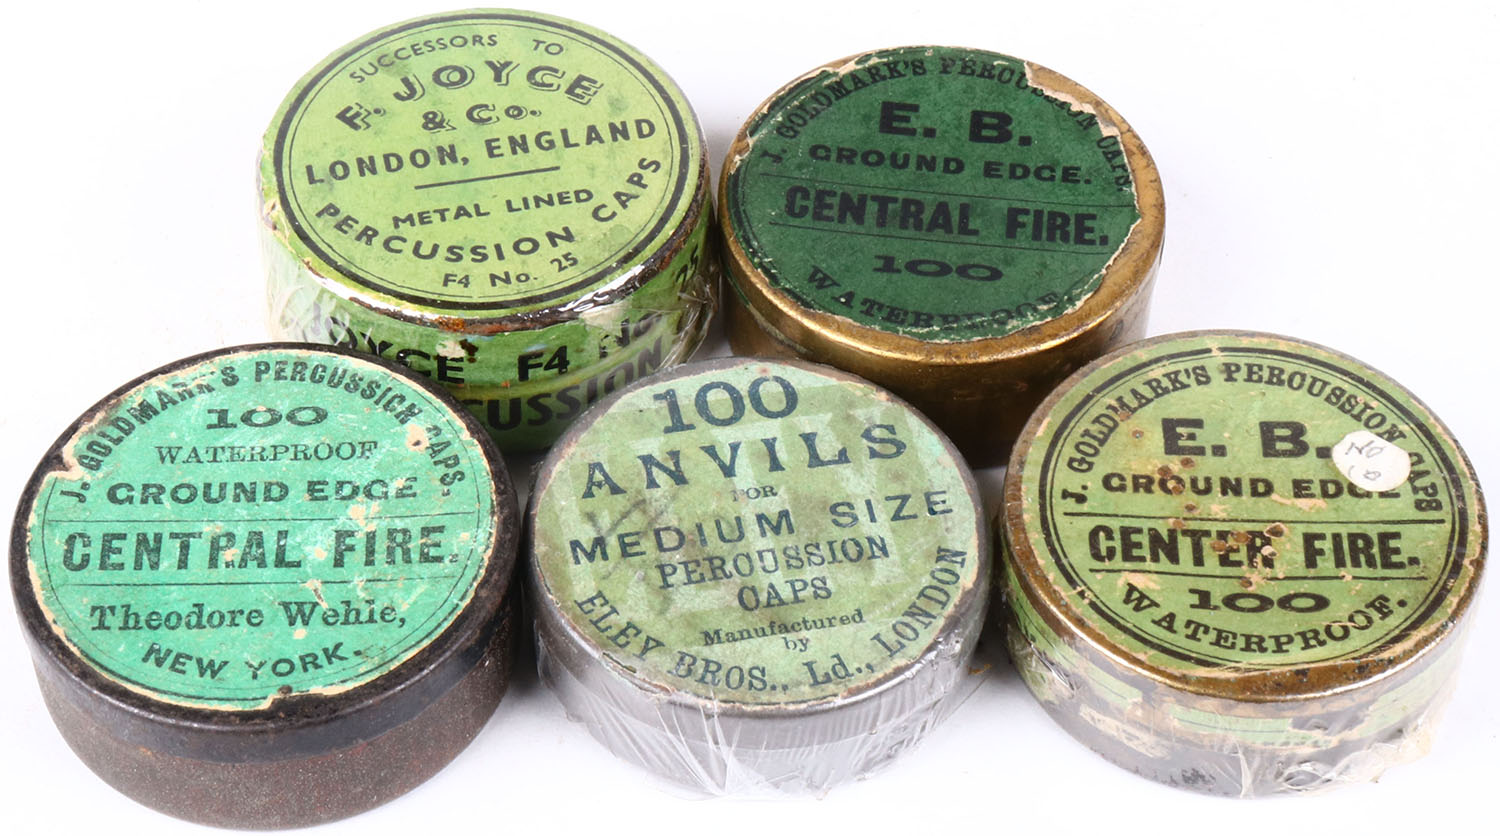 SUCCESSORS TO
F. JOYCE
& Co.
LONDON, ENGLAND
METAL LINED
PERCUSSION CAPS
F4 No. 25
25
JOYCE F4 No
J. GOLDMARK'S PERCUSSION CAPS.
E. B.
GROUND EDGE.
CENTRAL FIRE.
100
WATERPROOF
J. GOLDMARK'S PERCUSSION CAPS.
100
WATERPROOF
GROUND EDGE
CENTRAL FIRE.
Theodore Wehle,
NEW YORK.
100
ANVILS
FOR
MEDIUM SIZE
PERCUSSION
CAPS
Manufactured
by
ELEY BROS., Ld., LONDON
J. GOLDMARK'S PERCUSSION CAPS
E. B.
NO
GROUND EDGE
CENTER FIRE.
100
WATERPROOF.